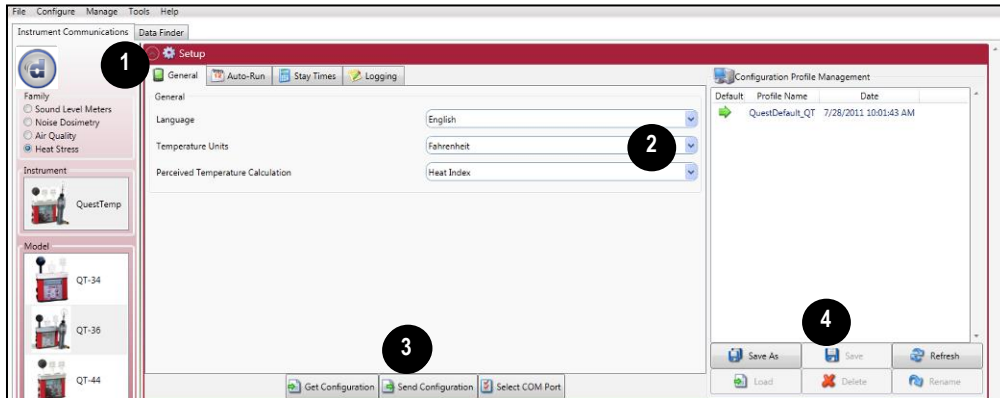 File Configure Manage Tools Help
Instrument Communications Data Finder
1
Setup
d
General Auto-Run Stay Times Logging
Configuration Profile Management
Family
Sound Level Meters
Noise Dosimetry
Air Quality
Heat Stress
General
Language English
Temperature Units Fahrenheit
2
Perceived Temperature Calculation Heat Index
Default Profile Name Date
QuestDefault_QT 7/28/2011 10:01:43 AM
Instrument
QuestTemp
Model
QT-34
QT-36
QT-44
3
4
Save As Save Refresh
Get Configuration Send Configuration Select COM Port
Load Delete Rename